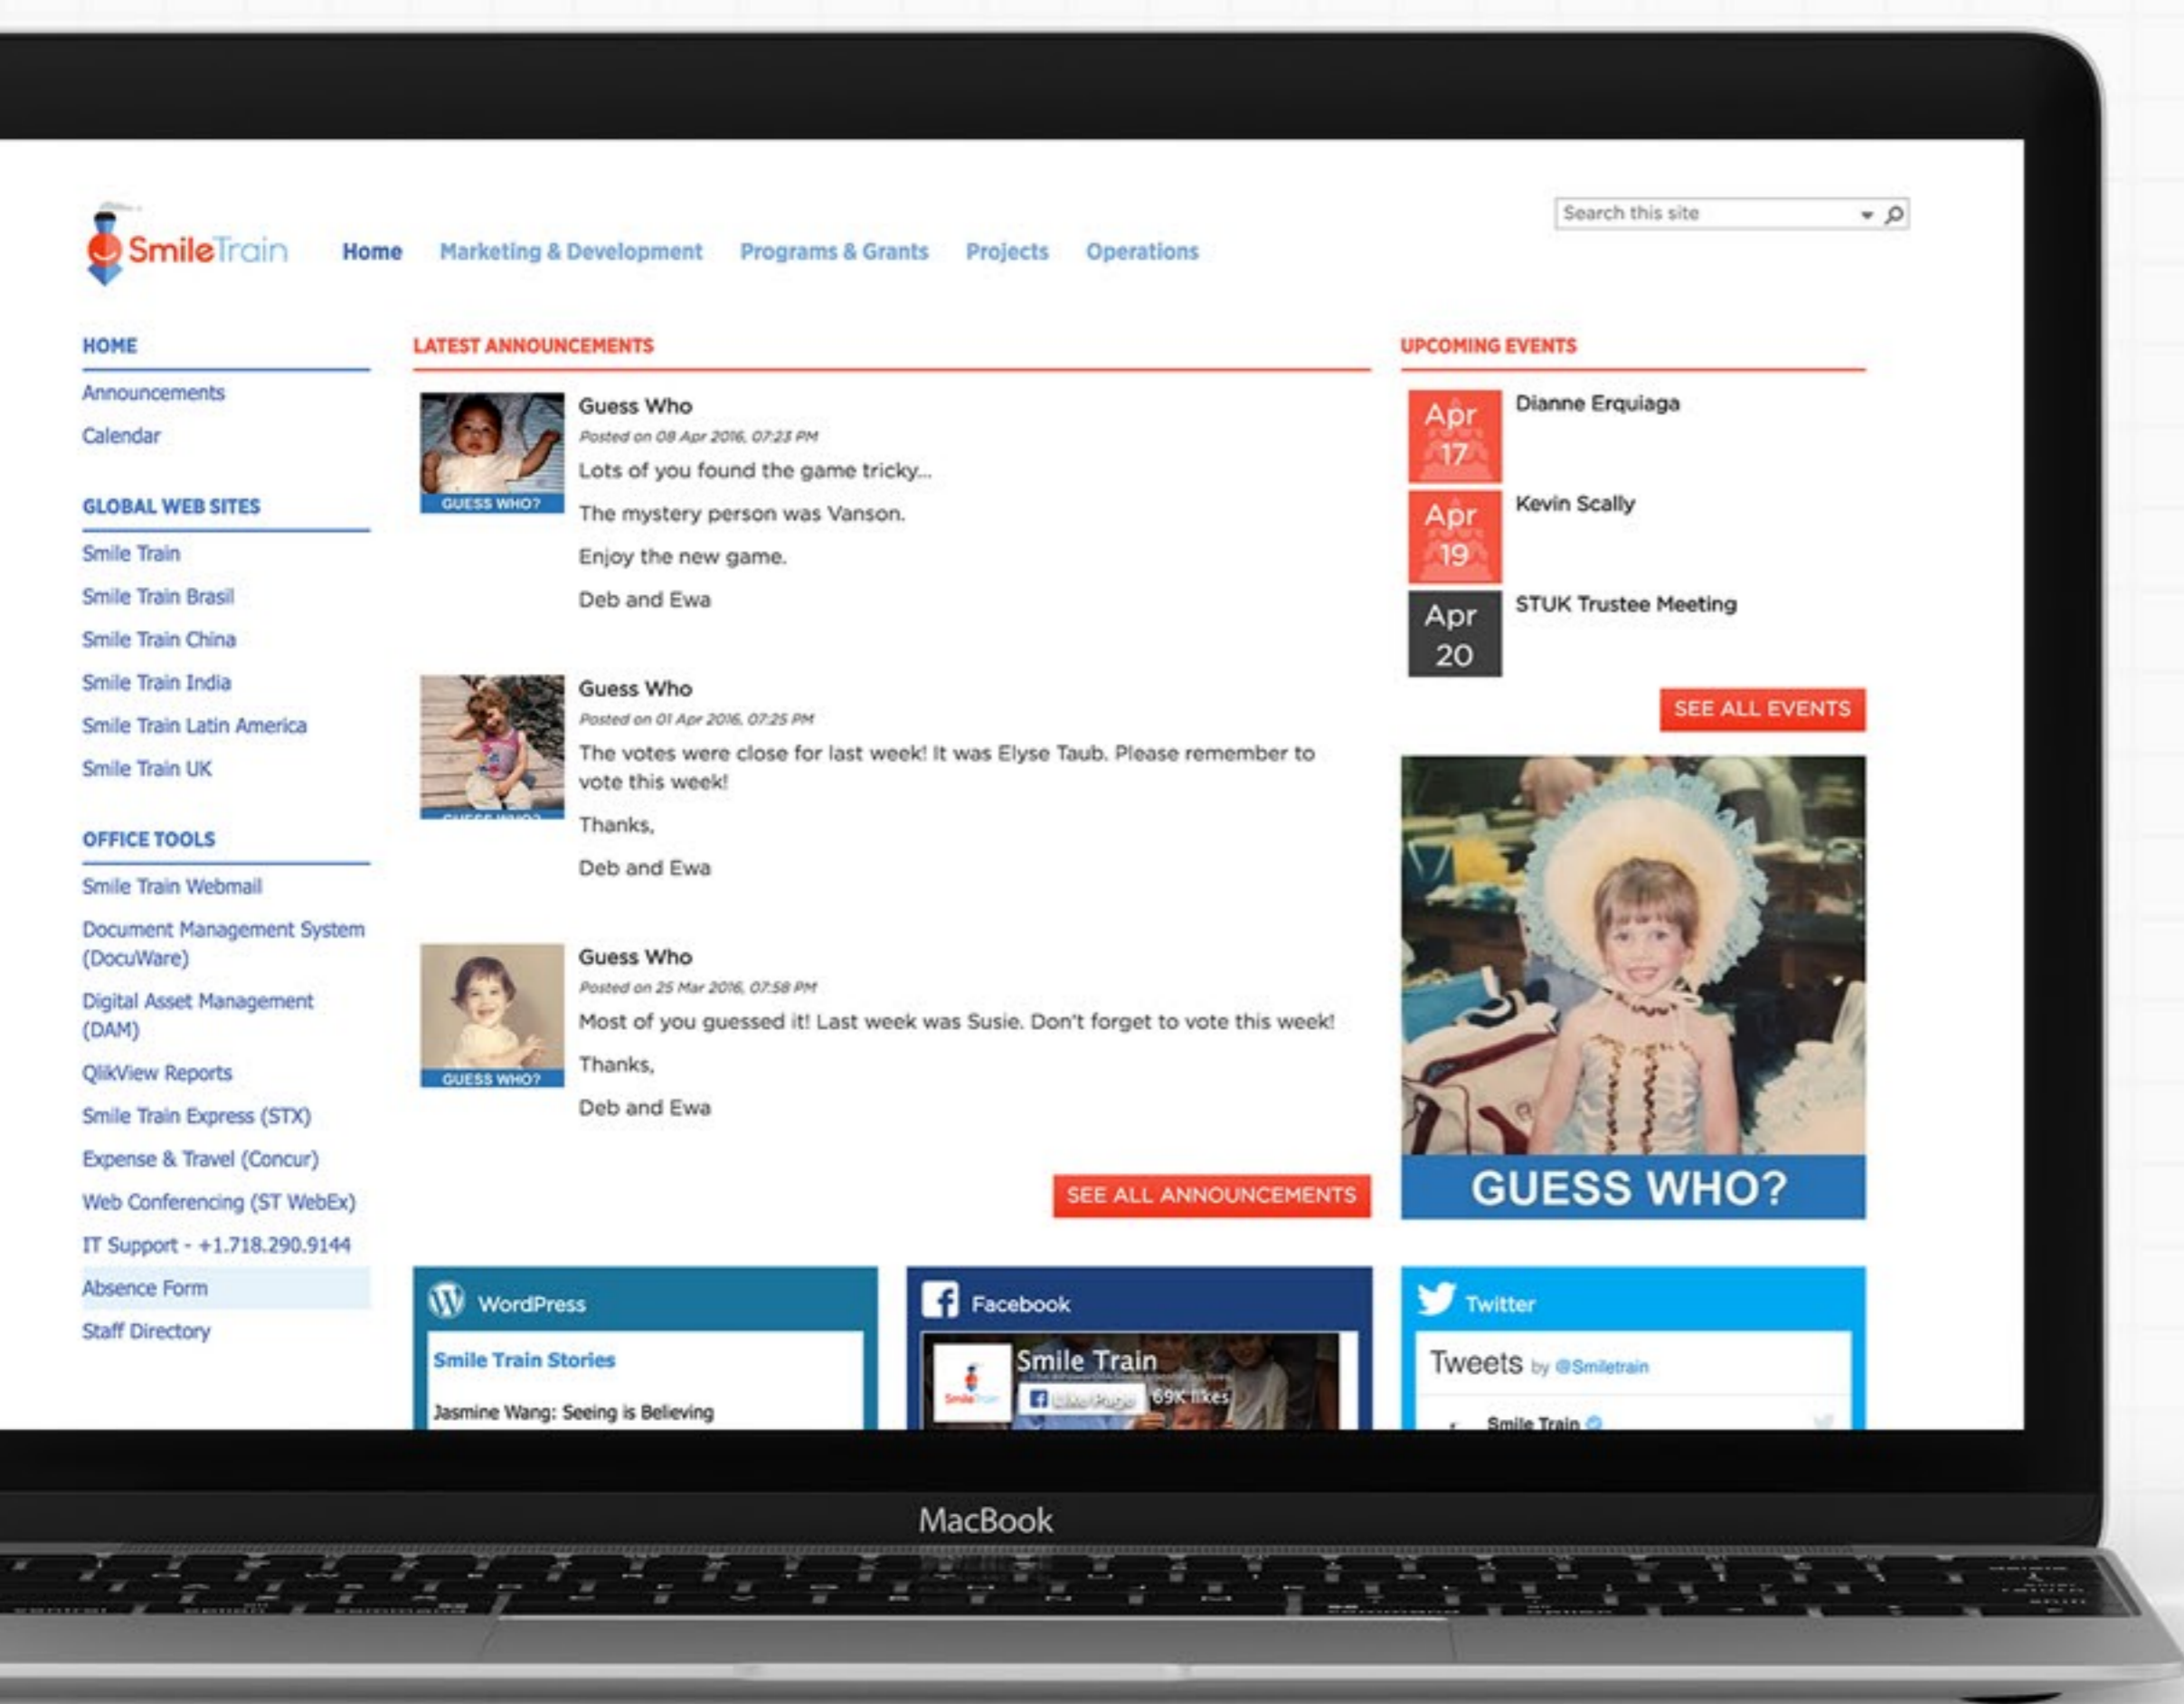 SmileTrain
Home
Marketing & Development
Programs & Grants
Projects
Operations
Search this site
HOME
Announcements
Calendar
GLOBAL WEB SITES
Smile Train
Smile Train Brasil
Smile Train China
Smile Train India
Smile Train Latin America
Smile Train UK
OFFICE TOOLS
Smile Train Webmail
Document Management System
(DocuWare)
Digital Asset Management
(DAM)
QlikView Reports
Smile Train Express (STX)
Expense & Travel (Concur)
Web Conferencing (ST WebEx)
IT Support - +1.718.290.9144
Absence Form
Staff Directory
LATEST ANNOUNCEMENTS
GUESS WHO?
Guess Who
Posted on 08 Apr 2016, 07:23 PM
Lots of you found the game tricky...
The mystery person was Vanson.
Enjoy the new game.
Deb and Ewa
GUESS WHO?
Guess Who
Posted on 01 Apr 2016, 07:25 PM
The votes were close for last week! It was Elyse Taub. Please remember to
vote this week!
Thanks,
Deb and Ewa
GUESS WHO?
Guess Who
Posted on 25 Mar 2016, 07:58 PM
Most of you guessed it! Last week was Susie. Don't forget to vote this week!
Thanks,
Deb and Ewa
SEE ALL ANNOUNCEMENTS
UPCOMING EVENTS
Apr
17
Dianne Erquiaga
Apr
19
Kevin Scally
Apr
20
STUK Trustee Meeting
SEE ALL EVENTS
GUESS WHO?
WordPress
Smile Train Stories
Jasmine Wang: Seeing is Believing
Facebook
Smile Train
SmileTrain
Like Page
69K likes
Twitter
Tweets by @Smiletrain
Smile Train
MacBook